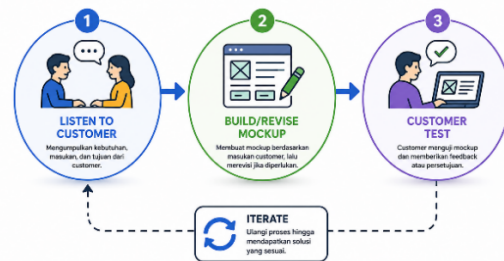 1
LISTEN TO
CUSTOMER
Mengumpulkan kebutuhan,
masukan, dan tujuan dari
customer.
2
BUILD/REVISE
MOCKUP
Membuat mockup berdasarkan
masukan customer, lalu
merevisi jika diperlukan.
3
CUSTOMER
TEST
Customer menguji mockup
dan memberikan feedback
atau persetujuan.
ITERATE
Ulangi proses hingga
mendapatkan solusi
yang sesuai.